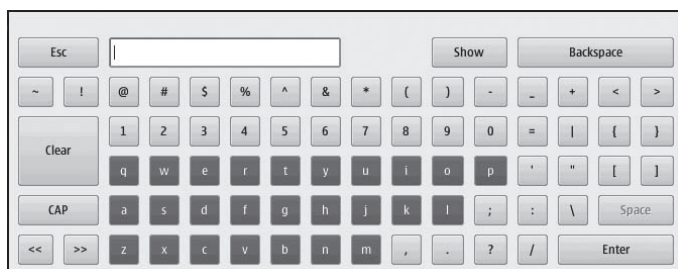 Esc Show Backspace
~ ! @ # $ % ^ & * ( ) - _ + < >
Clear 1 2 3 4 5 6 7 8 9 0 = | { }
q w e r t y u i o p ' " [ ]
CAP a s d f g h j k l ; : \ Space
<< >> z x c v b n m , . ? / Enter